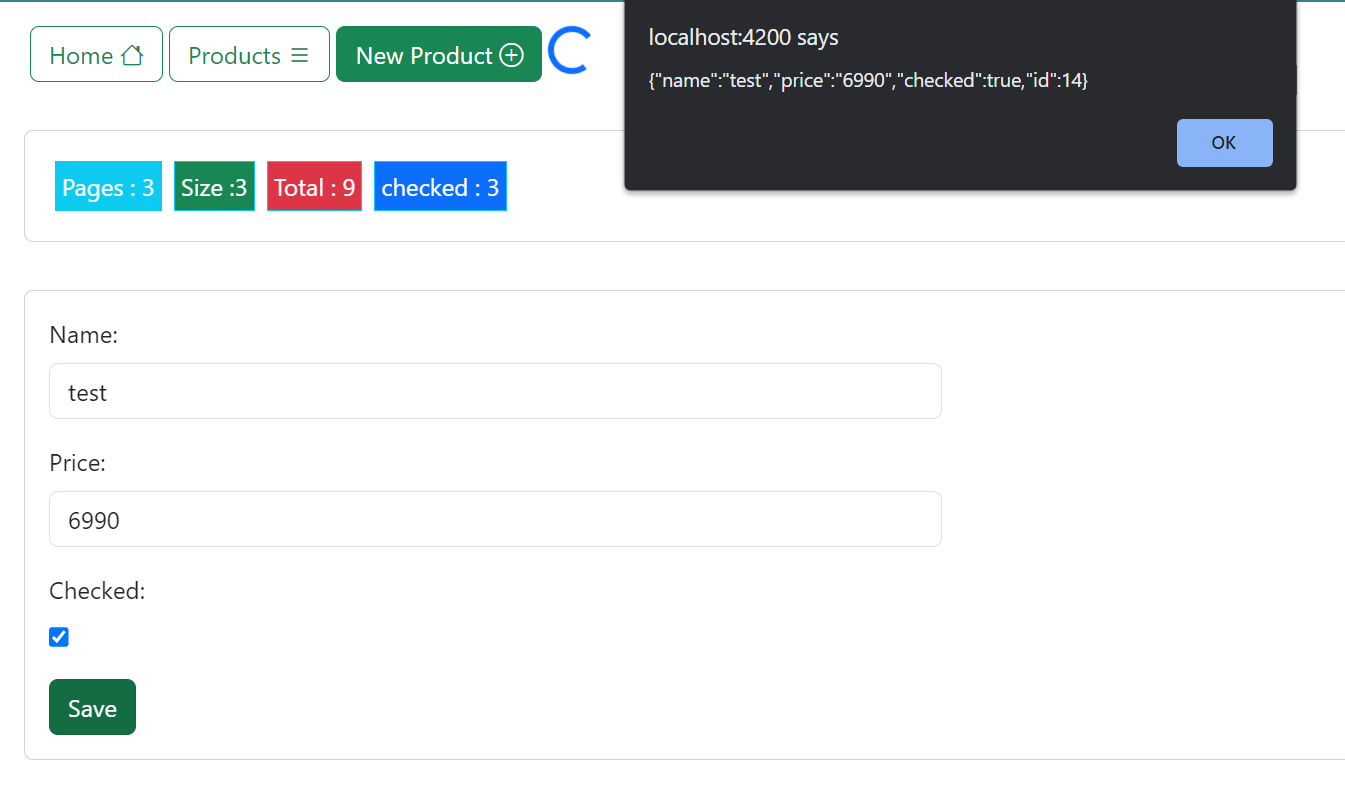 Home Products New Product
localhost:4200 says
{"name":"test","price":"6990","checked":true,"id":14}
OK
Pages : 3 Size :3 Total : 9 checked : 3
Name:
test
Price:
6990
Checked:
Save